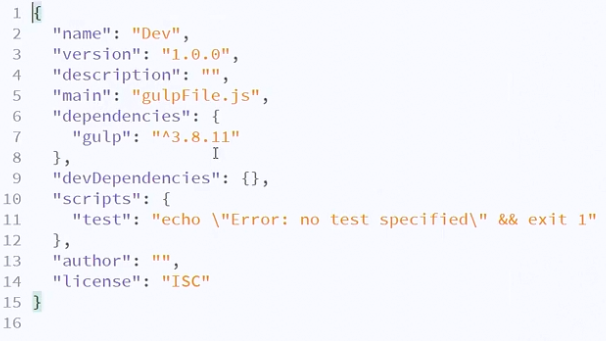 1 {
2 "name": "Dev",
3 "version": "1.0.0",
4 "description": "",
5 "main": "gulpFile.js",
6 "dependencies": {
7 "gulp": "^3.8.11"
8 },
9 "devDependencies": {},
10 "scripts": {
11 "test": "echo \"Error: no test specified\" && exit 1"
12 },
13 "author": "",
14 "license": "ISC"
15 }
16